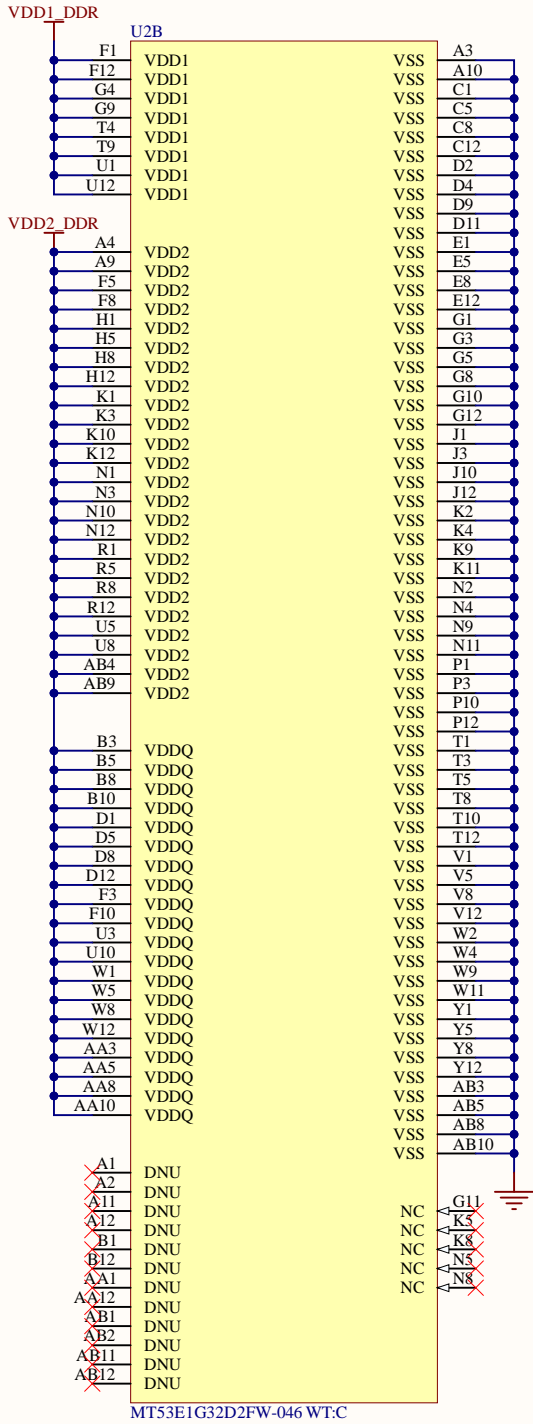 VDD1_DDR
U2B
F1 VDD1 VSS A3
F12 VDD1 VSS A10
G4 VDD1 VSS C1
G9 VDD1 VSS C5
T4 VDD1 VSS C8
T9 VDD1 VSS C12
U1 VDD1 VSS D2
U12 VDD1 VSS D4
VSS D9
VDD2_DDR
VSS D11
A4 VDD2 VSS E1
A9 VDD2 VSS E5
F5 VDD2 VSS E8
F8 VDD2 VSS E12
H1 VDD2 VSS G1
H5 VDD2 VSS G3
H8 VDD2 VSS G5
H12 VDD2 VSS G8
K1 VDD2 VSS G10
K3 VDD2 VSS G12
K10 VDD2 VSS J1
K12 VDD2 VSS J3
N1 VDD2 VSS J10
N3 VDD2 VSS J12
N10 VDD2 VSS K2
N12 VDD2 VSS K4
R1 VDD2 VSS K9
R5 VDD2 VSS K11
R8 VDD2 VSS N2
R12 VDD2 VSS N4
U5 VDD2 VSS N9
U8 VDD2 VSS N11
AB4 VDD2 VSS P1
AB9 VDD2 VSS P3
VSS P10
VSS P12
B3 VDDQ VSS T1
B5 VDDQ VSS T3
B8 VDDQ VSS T5
B10 VDDQ VSS T8
D1 VDDQ VSS T10
D5 VDDQ VSS T12
D8 VDDQ VSS V1
D12 VDDQ VSS V5
F3 VDDQ VSS V8
F10 VDDQ VSS V12
U3 VDDQ VSS W2
U10 VDDQ VSS W4
W1 VDDQ VSS W9
W5 VDDQ VSS W11
W8 VDDQ VSS Y1
W12 VDDQ VSS Y5
AA3 VDDQ VSS Y8
AA5 VDDQ VSS Y12
AA8 VDDQ VSS AB3
AA10 VDDQ VSS AB5
VSS AB8
VSS AB10
A1 DNU
A2 DNU
A11 DNU NC G11
A12 DNU NC K5
B1 DNU NC K8
B12 DNU NC N5
AA1 DNU NC N8
AA12 DNU
AB1 DNU
AB2 DNU
AB11 DNU
AB12 DNU
MT53E1G32D2FW-046 WT:C